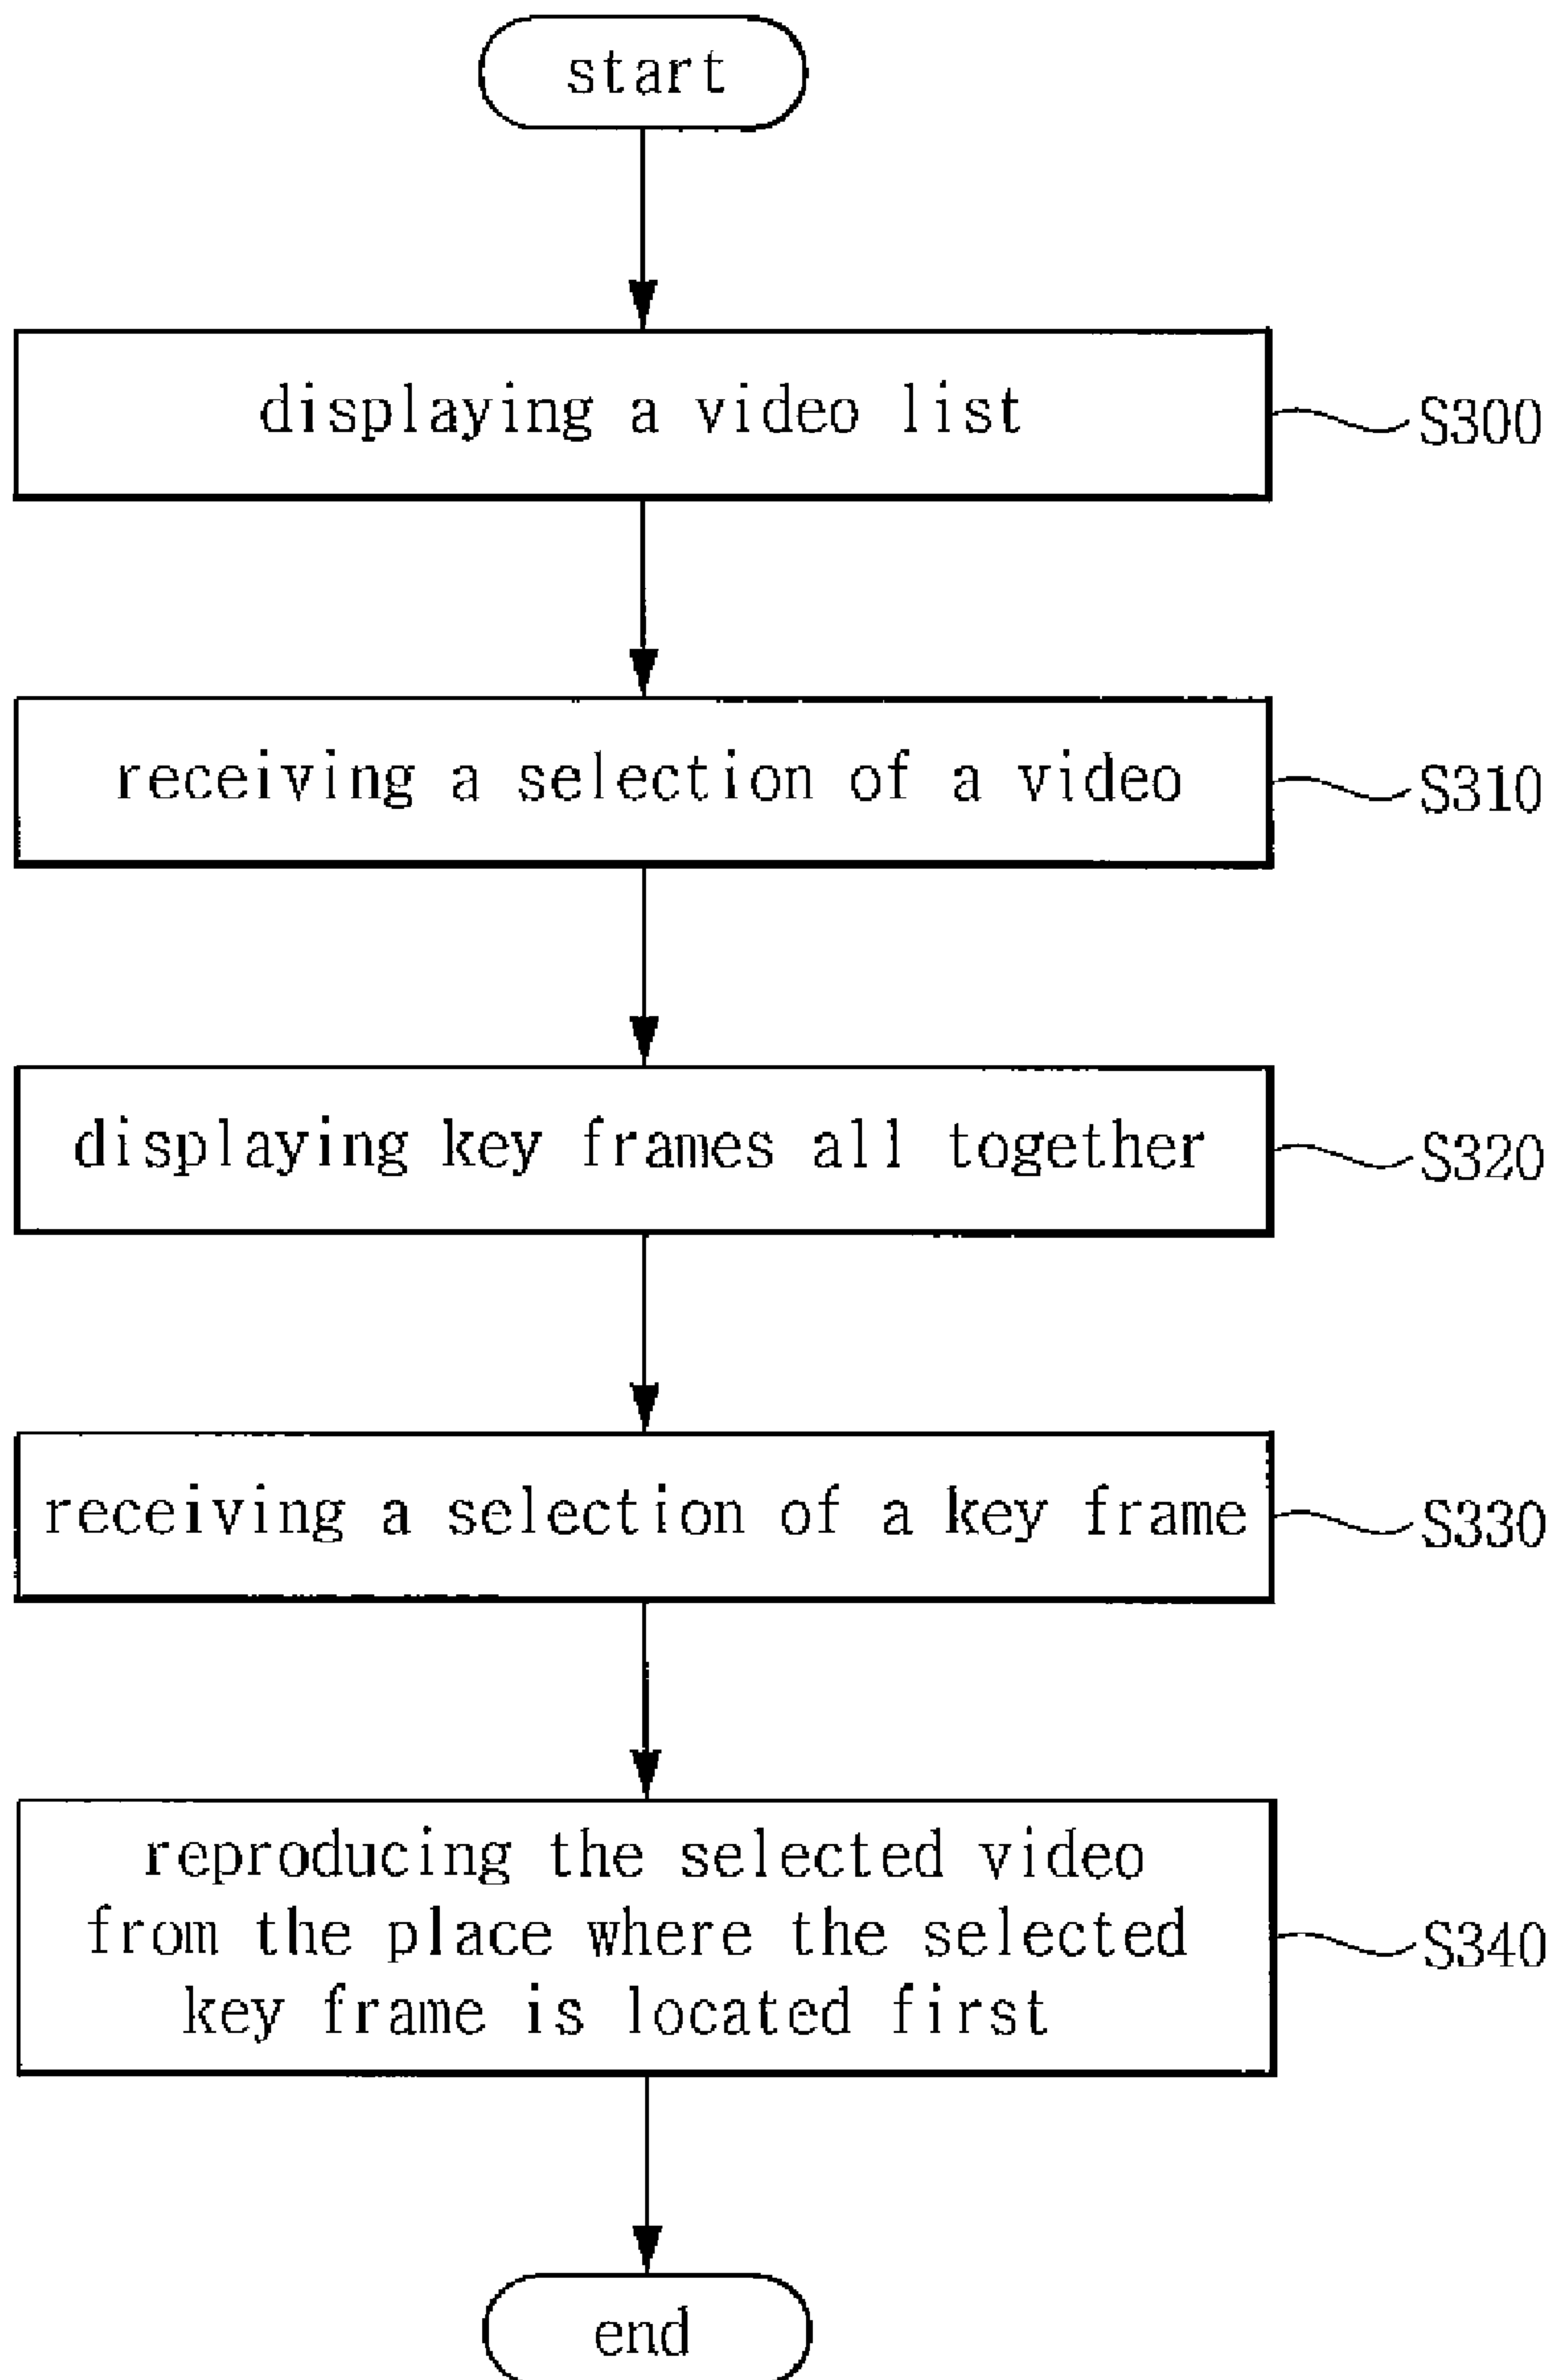 start
displaying a video list
S300
receiving a selection of a video
S310
displaying key frames all together
S320
receiving a selection of a key frame
S330
reproducing the selected video
from the place where the selected
key frame is located first
S340
end